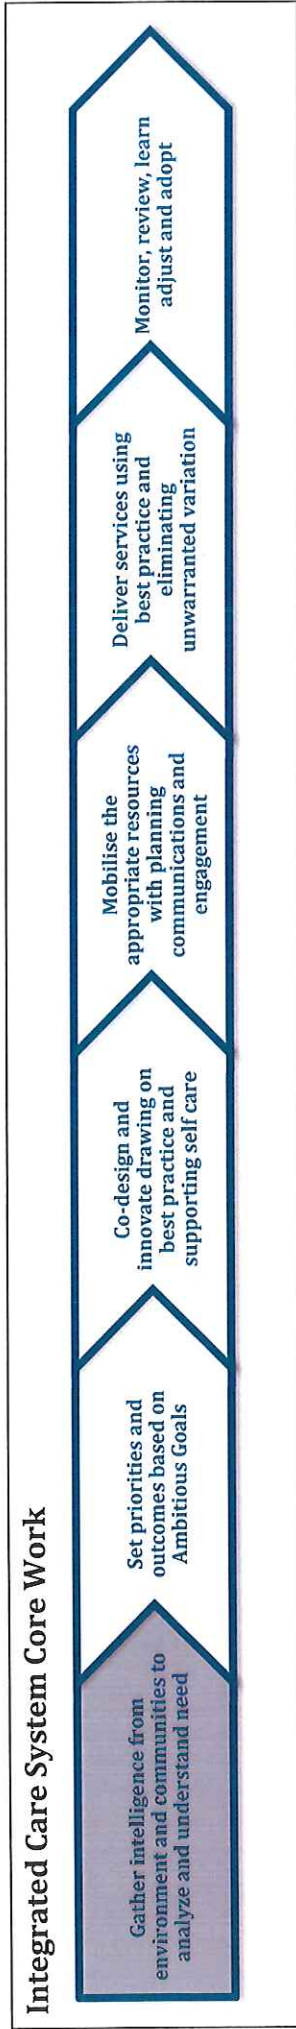 Integrated Care System Core Work
Gather intelligence from
environment and communities to
analyze and understand need
Set priorities and
outcomes based on
Ambitious Goals
Co-design and
innovate drawing on
best practice and
supporting self care
Mobilise the
appropriate resources
with planning
communications and
engagement
Deliver services using
best practice and
eliminating
unwarranted variation
Monitor, review, learn
adjust and adopt